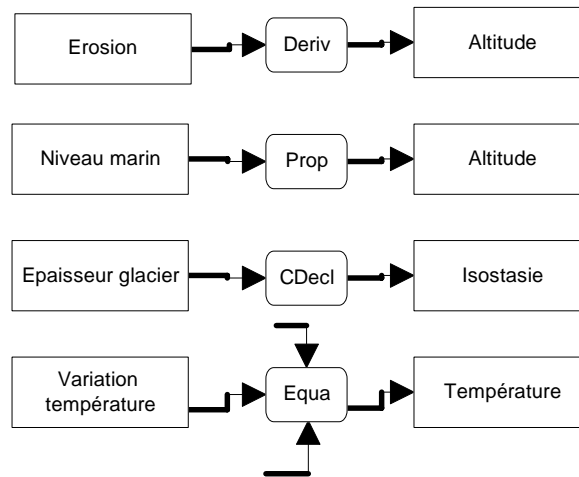 Erosion
Deriv
Altitude
Niveau marin
Prop
Altitude
Epaisseur glacier
CDecl
Isostasie
Variation
température
Equa
Température